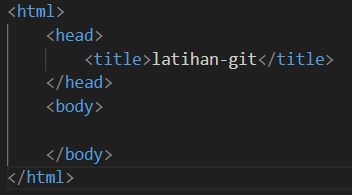 <html>
    <head>
        <title>latihan-git</title>
    </head>
    <body>

    </body>
</html>